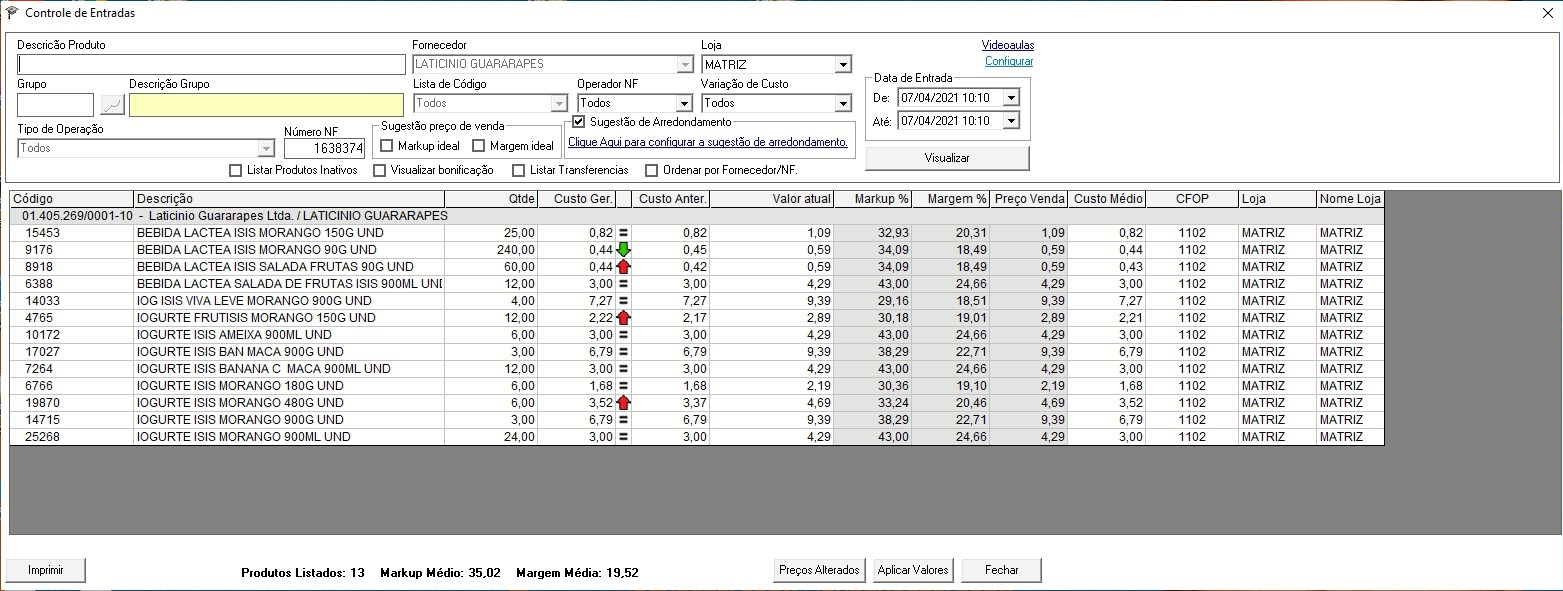 Controle de Entradas
Descricão Produto Fornecedor Loja Videoaulas
LATICINIO GUARARAPES MATRIZ Configurar
Grupo Descrição Grupo Lista de Código Operador NF Variação de Custo Data de Entrada
Todos Todos Todos De: 07/04/2021 10:10
Tipo de Operação Número NF Sugestão preço de venda Sugestão de Arredondamento Até: 07/04/2021 10:10
Todos 1638374 Markup ideal Margem ideal Clique Aqui para configurar a sugestão de arredondamento.
Visualizar
Listar Produtos Inativos Visualizar bonificação Listar Transferencias Ordenar por Fornecedor/NF.
Código Descrição Qtde Custo Ger. Custo Anter. Valor atual Markup % Margem % Preço Venda Custo Médio CFOP Loja Nome Loja
01.405.269/0001-10 - Laticinio Guararapes Ltda. / LATICINIO GUARARAPES
15453 BEBIDA LACTEA ISIS MORANGO 150G UND 25,00 0,82 = 0,82 1,09 32,93 20,31 1,09 0,82 1102 MATRIZ MATRIZ
9176 BEBIDA LACTEA ISIS MORANGO 90G UND 240,00 0,44 0,45 0,59 34,09 18,49 0,59 0,44 1102 MATRIZ MATRIZ
8918 BEBIDA LACTEA ISIS SALADA FRUTAS 90G UND 60,00 0,44 0,42 0,59 34,09 18,49 0,59 0,43 1102 MATRIZ MATRIZ
6388 BEBIDA LACTEA SALADA DE FRUTAS ISIS 900ML UND 12,00 3,00 = 3,00 4,29 43,00 24,66 4,29 3,00 1102 MATRIZ MATRIZ
14033 IOG ISIS VIVA LEVE MORANGO 900G UND 4,00 7,27 = 7,27 9,39 29,16 18,51 9,39 7,27 1102 MATRIZ MATRIZ
4765 IOGURTE FRUTISIS MORANGO 150G UND 12,00 2,22 2,17 2,89 30,18 19,01 2,89 2,21 1102 MATRIZ MATRIZ
10172 IOGURTE ISIS AMEIXA 900ML UND 6,00 3,00 = 3,00 4,29 43,00 24,66 4,29 3,00 1102 MATRIZ MATRIZ
17027 IOGURTE ISIS BAN MACA 900G UND 3,00 6,79 = 6,79 9,39 38,29 22,71 9,39 6,79 1102 MATRIZ MATRIZ
7264 IOGURTE ISIS BANANA C MACA 900ML UND 12,00 3,00 = 3,00 4,29 43,00 24,66 4,29 3,00 1102 MATRIZ MATRIZ
6766 IOGURTE ISIS MORANGO 180G UND 6,00 1,68 = 1,68 2,19 30,36 19,10 2,19 1,68 1102 MATRIZ MATRIZ
19870 IOGURTE ISIS MORANGO 480G UND 6,00 3,52 3,37 4,69 33,24 20,46 4,69 3,52 1102 MATRIZ MATRIZ
14715 IOGURTE ISIS MORANGO 900G UND 3,00 6,79 = 6,79 9,39 38,29 22,71 9,39 6,79 1102 MATRIZ MATRIZ
25268 IOGURTE ISIS MORANGO 900ML UND 24,00 3,00 = 3,00 4,29 43,00 24,66 4,29 3,00 1102 MATRIZ MATRIZ
Imprimir Produtos Listados: 13 Markup Médio: 35,02 Margem Média: 19,52 Preços Alterados Aplicar Valores Fechar